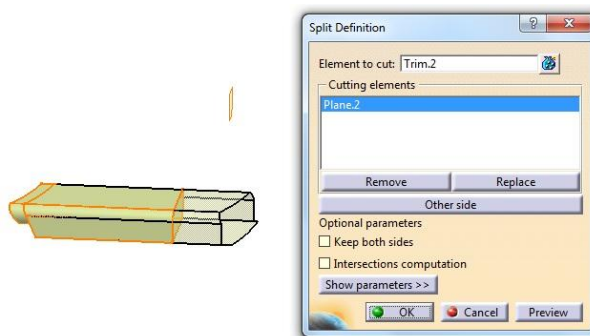 Split Definition
Element to cut: Trim.2
Cutting elements
Plane.2
Remove Replace
Other side
Optional parameters
Keep both sides
Intersections computation
Show parameters >>
OK Cancel Preview